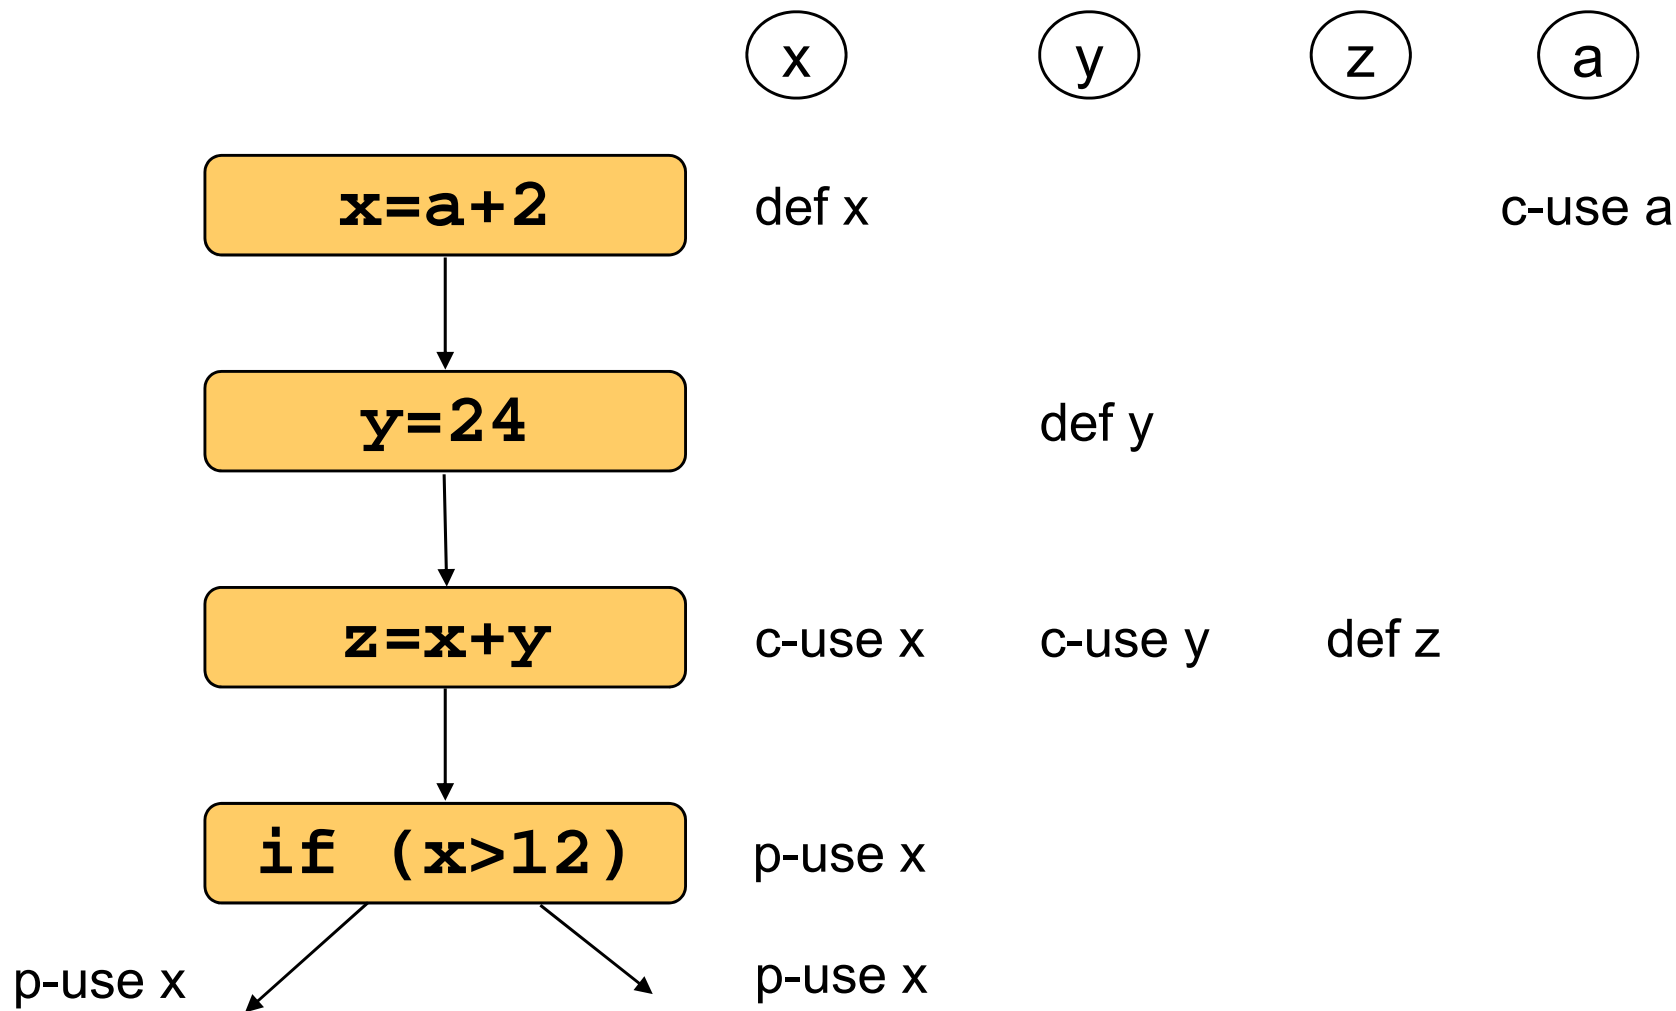 x y z a
x=a+2 def x c-use a
y=24 def y
z=x+y c-use x c-use y def z
if (x>12) p-use x
p-use x p-use x